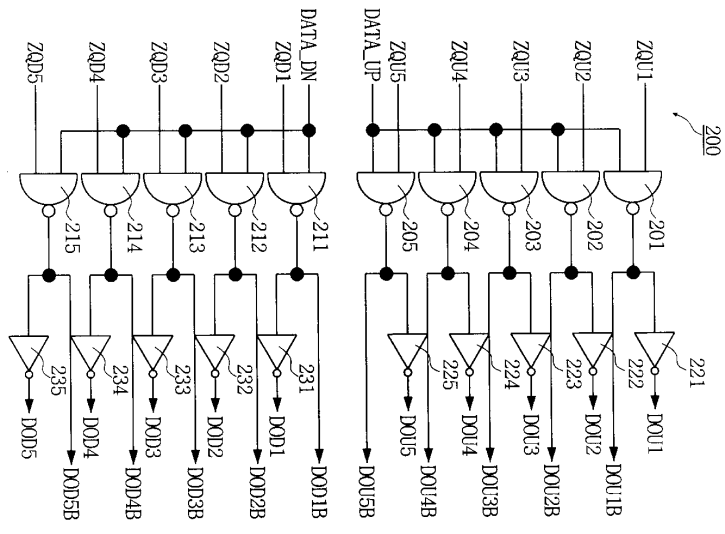 200
ZQU1
ZQU2
ZQU3
ZQU4
ZQU5
DATA_UP
DATA_DN
ZQD1
ZQD2
ZQD3
ZQD4
ZQD5
201
202
203
204
205
211
212
213
214
215
221
222
223
224
225
231
232
233
234
235
DOU1
DOU1B
DOU2
DOU2B
DOU3
DOU3B
DOU4
DOU4B
DOU5
DOU5B
DOD1B
DOD1
DOD2B
DOD2
DOD3B
DOD3
DOD4B
DOD4
DOD5B
DOD5